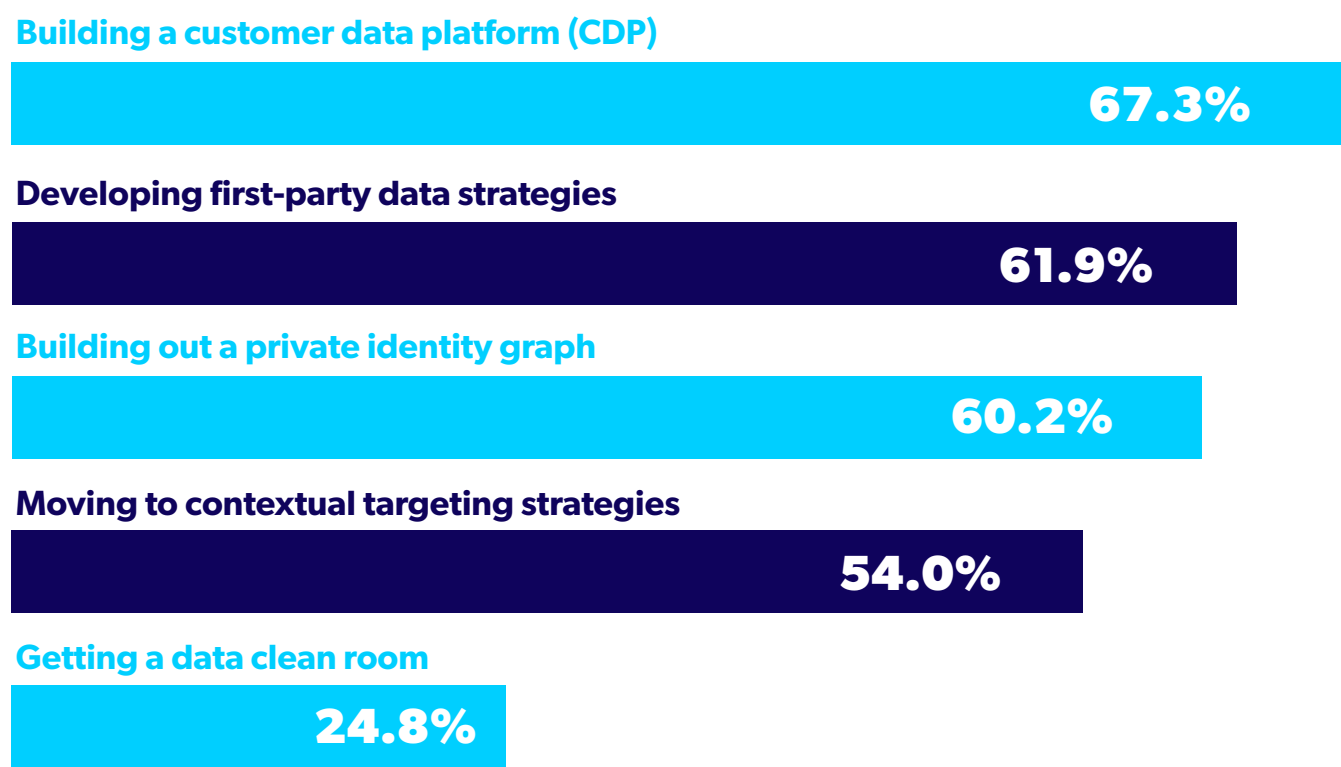 Building a customer data platform (CDP)
67.3%
Developing first-party data strategies
61.9%
Building out a private identity graph
60.2%
Moving to contextual targeting strategies
54.0%
Getting a data clean room
24.8%